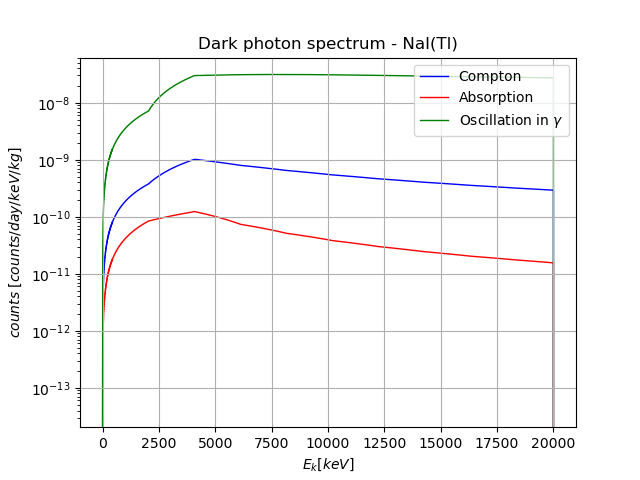 Dark photon spectrum - NaI(Tl)
Compton
Absorption
Oscillation in γ
counts [counts/day/keV/kg]
10⁻⁸
10⁻⁹
10⁻¹⁰
10⁻¹¹
10⁻¹²
10⁻¹³
0 2500 5000 7500 10000 12500 15000 17500 20000
Eₖ[keV]